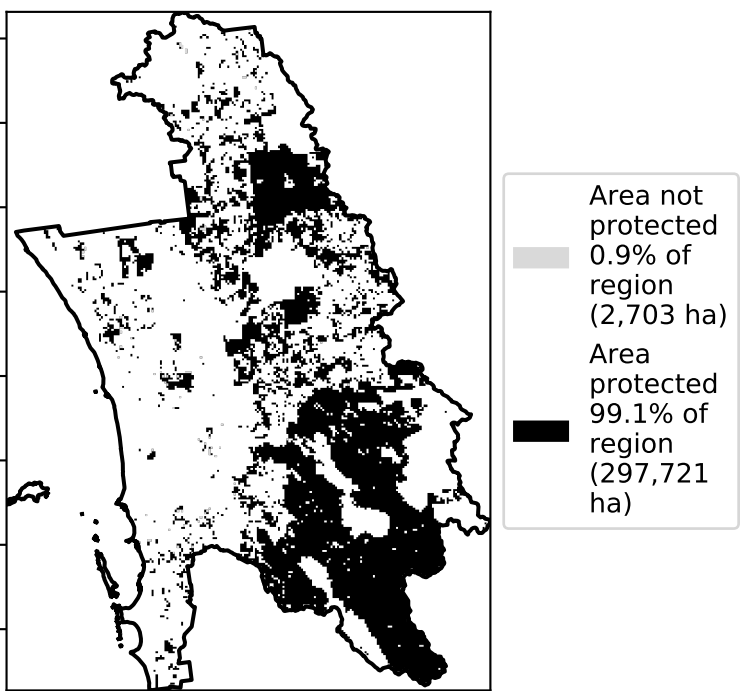 Area not
protected
0.9% of
region
(2,703 ha)
Area
protected
99.1% of
region
(297,721
ha)